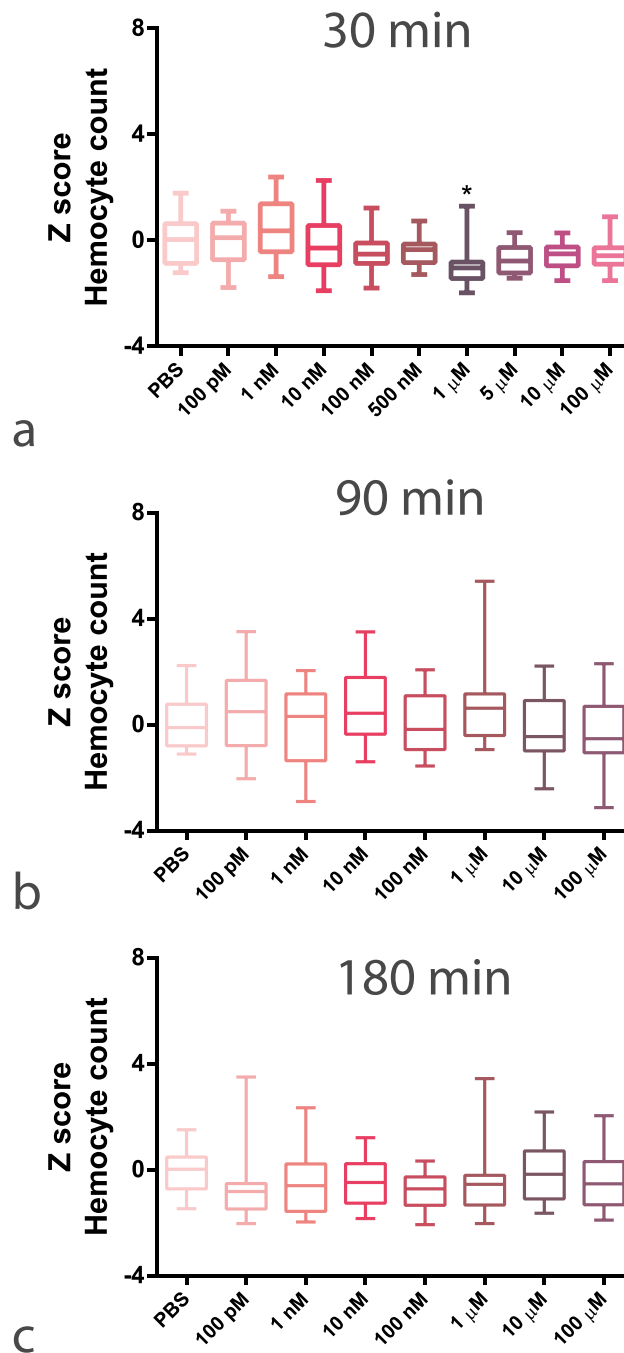 30 min
8
4
0
-4
Z score
Hemocyte count
*
PBS
100 pM
1 nM
10 nM
100 nM
500 nM
1 μM
5 μM
10 μM
100 μM
a
90 min
8
4
0
-4
Z score
Hemocyte count
PBS
100 pM
1 nM
10 nM
100 nM
1 μM
10 μM
100 μM
b
180 min
8
4
0
-4
Z score
Hemocyte count
PBS
100 pM
1 nM
10 nM
100 nM
1 μM
10 μM
100 μM
c